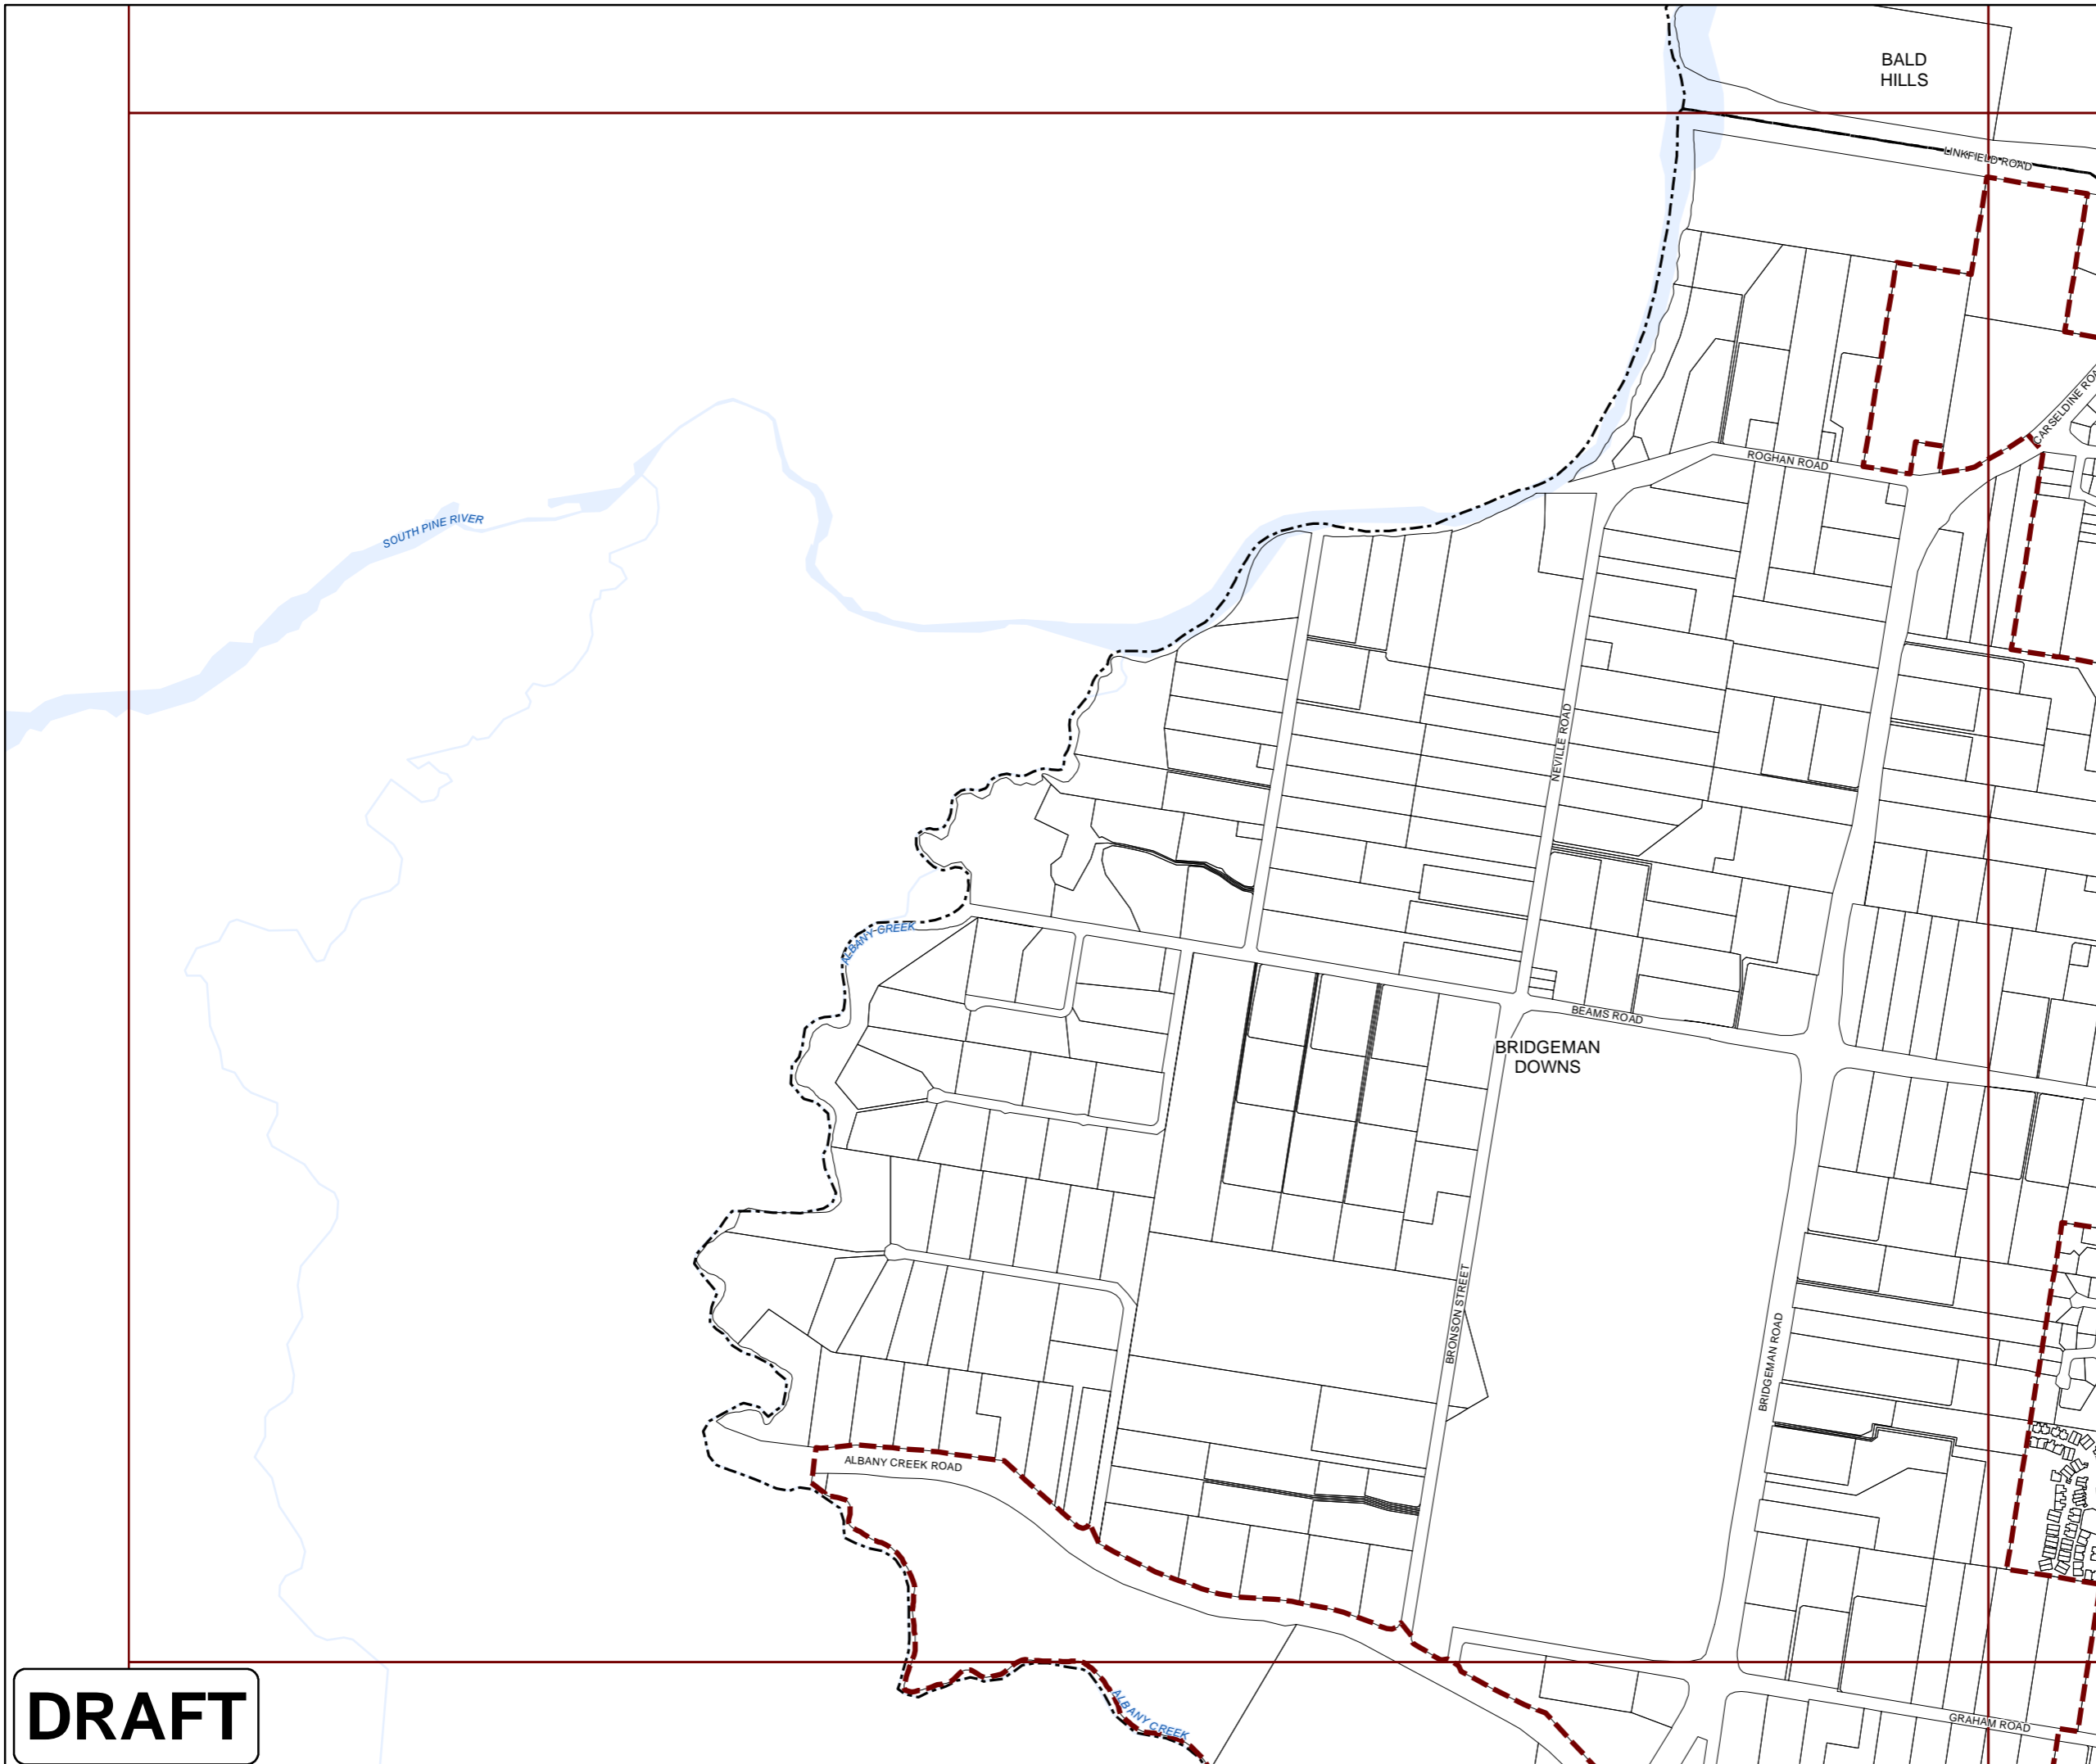 BALD
HILLS
LINKFIELD ROAD
CARSELDINE
ROGHAN ROAD
SOUTH PINE RIVER
NEVILLE ROAD
ALBANY CREEK
BEAMS ROAD
BRIDGEMAN
DOWNS
BRONSON STREET
BRIDGEMAN ROAD
ALBANY CREEK ROAD
ALBANY CREEK
GRAHAM ROAD
DRAFT